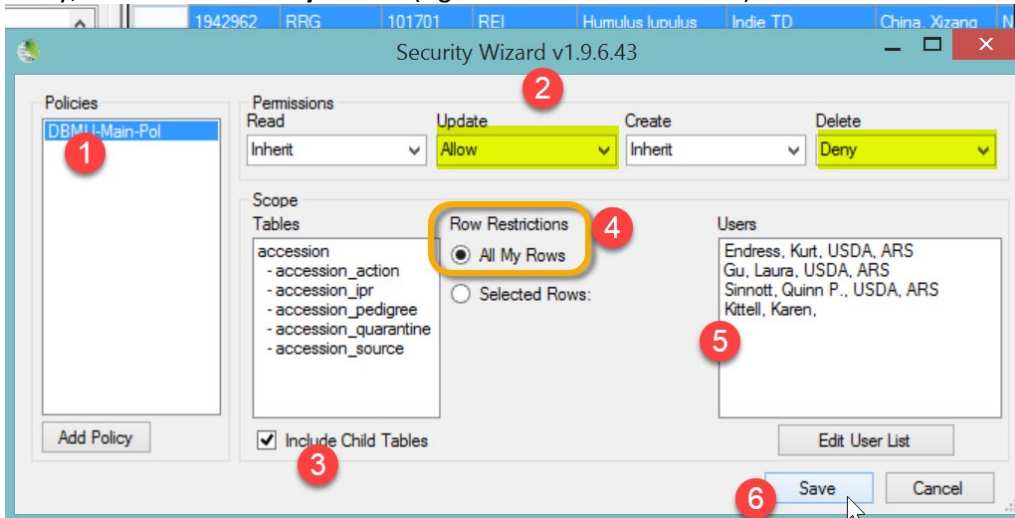 1942962 RRG 101701 REI Humulus lupulus Indie TD China, Xizang N
Security Wizard v1.9.6.43
2
Policies
Permissions
Read Update Create Delete
DBMU-Main-Pol
Inherit Allow Inherit Deny
1
Scope
Tables Row Restrictions Users
4
accession
- accession_action
- accession_ipr
- accession_pedigree
- accession_quarantine
- accession_source
All My Rows
Selected Rows:
Endress, Kurt, USDA, ARS
Gu, Laura, USDA, ARS
Sinnott, Quinn P., USDA, ARS
Kittell, Karen,
5
Add Policy
Include Child Tables
Edit User List
3
6
Save Cancel